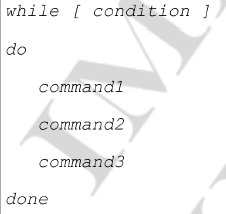 while [ condition ]
do
command1
command2
command3
done